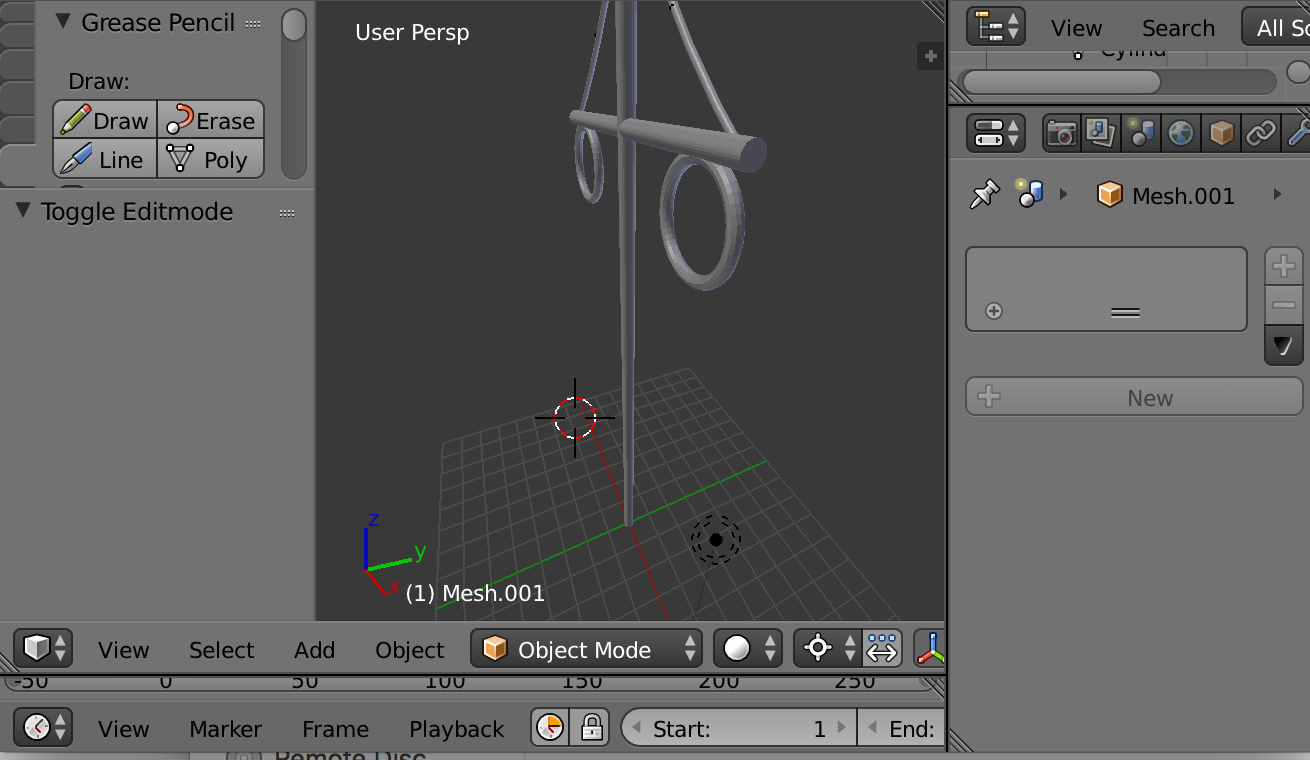 Grease Pencil
Draw:
Draw Erase
Line Poly
Toggle Editmode
User Persp
z
y
x
(1) Mesh.001
View Select Add Object Object Mode
-50 0 50 100 150 200 250
View Marker Frame Playback Start: 1 End:
Remote Disc
View Search All Sc
Cylind
Mesh.001
New